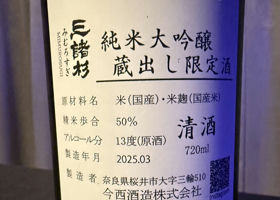 三諸杉
みむろすぎ
MIMUROSUGI
純米大吟醸
蔵出し限定酒
原材料名 米(国産)・米麹(国産米)
精米歩合 50%
アルコール分 13度(原酒)
製造年月 2025.03
清酒
720ml
奈良県桜井市大字三輪510
今西酒造株式会社